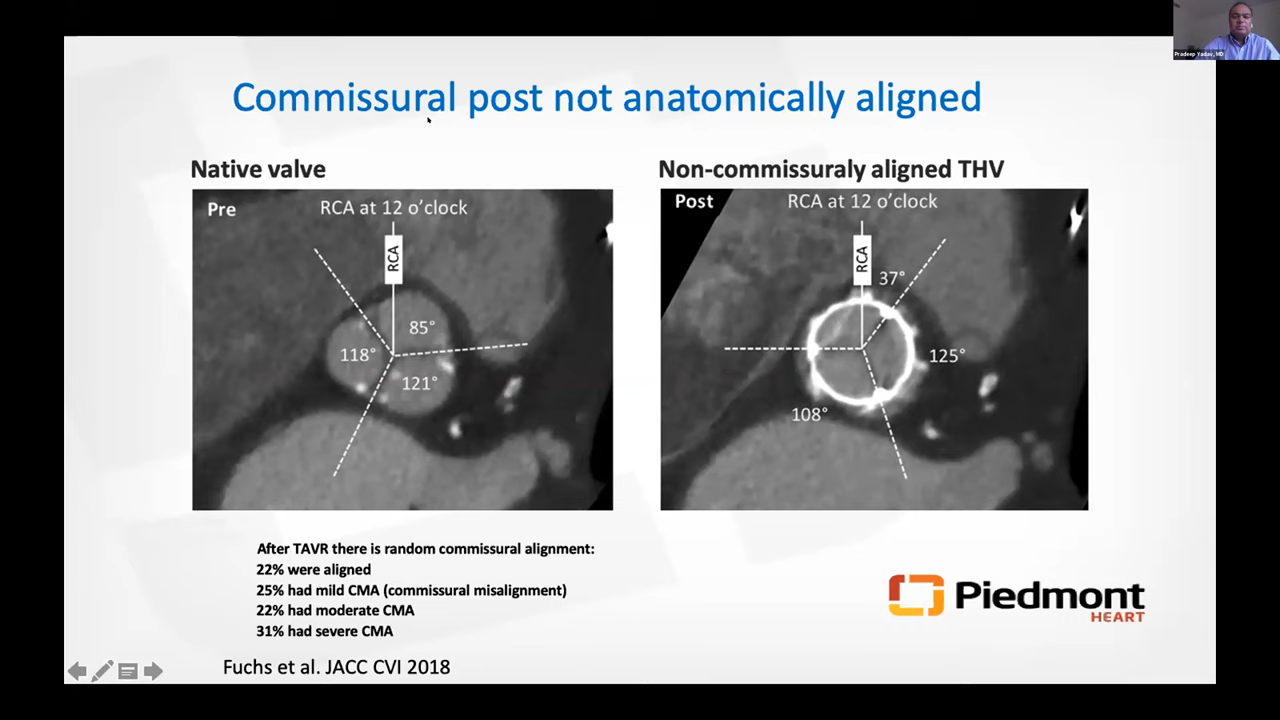 Pradeep Yadav, MD
Commissural post not anatomically aligned
Native valve
Non-commissuraly aligned THV
Pre
RCA at 12 o'clock
RCA
85°
118°
121°
Post
RCA at 12 o'clock
RCA
37°
125°
108°
After TAVR there is random commissural alignment:
22% were aligned
25% had mild CMA (commissural misalignment)
22% had moderate CMA
31% had severe CMA
Piedmont
HEART
Fuchs et al. JACC CVI 2018